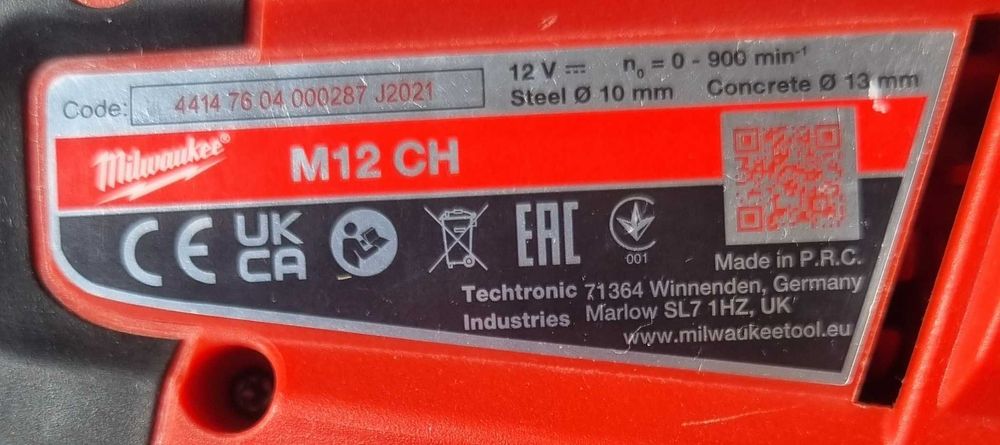 Code: 4414 76 04 000287 J2021
12 V ⎓ n₀ = 0 - 900 min⁻¹
Steel Ø 10 mm Concrete Ø 13 mm
Milwaukee®
M12 CH
CE UK CA EAC
001
Made in P.R.C.
Techtronic 71364 Winnenden, Germany
Industries Marlow SL7 1HZ, UK
www.milwaukeetool.eu